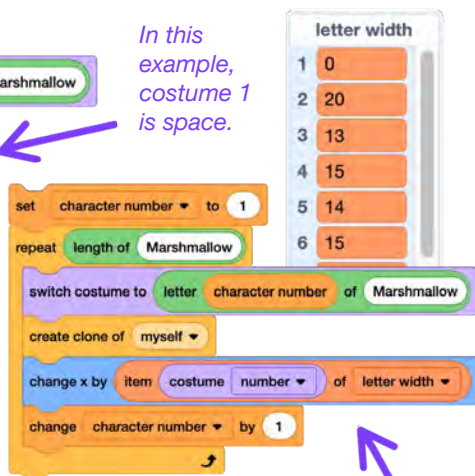 In this
example,
costume 1
is space.
letter width
1 0
2 20
3 13
4 15
5 14
6 15
set character number to 1
repeat length of Marshmallow
switch costume to letter character number of Marshmallow
create clone of myself
change x by item costume number of letter width
change character number by 1